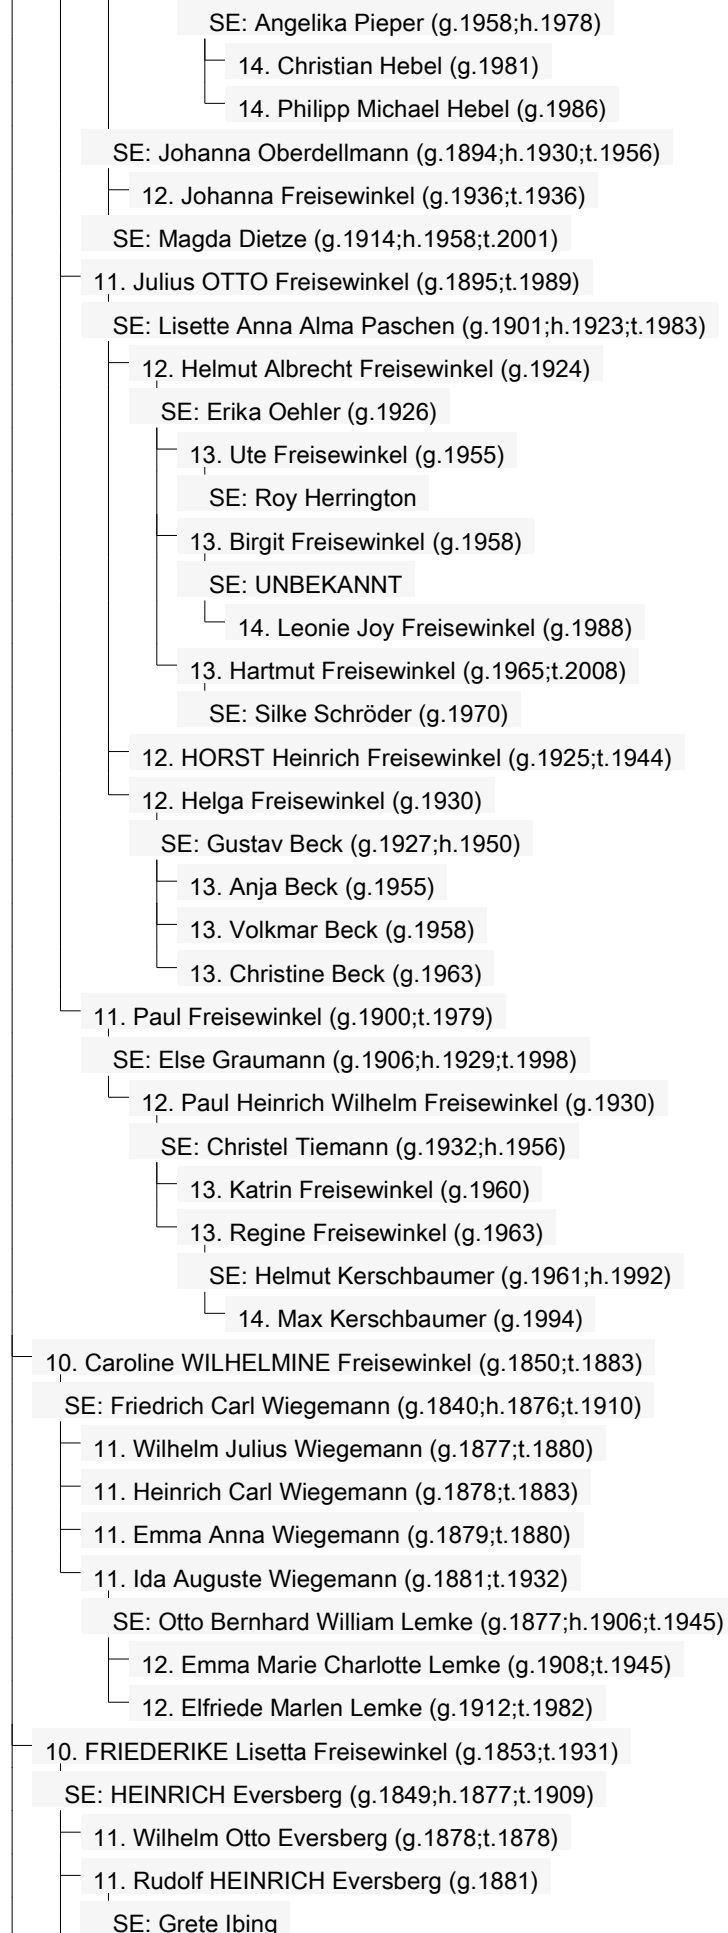 SE: Angelika Pieper (g.1958;h.1978)
14. Christian Hebel (g.1981)
14. Philipp Michael Hebel (g.1986)
SE: Johanna Oberdellmann (g.1894;h.1930;t.1956)
12. Johanna Freisewinkel (g.1936;t.1936)
SE: Magda Dietze (g.1914;h.1958;t.2001)
11. Julius OTTO Freisewinkel (g.1895;t.1989)
SE: Lisette Anna Alma Paschen (g.1901;h.1923;t.1983)
12. Helmut Albrecht Freisewinkel (g.1924)
SE: Erika Oehler (g.1926)
13. Ute Freisewinkel (g.1955)
SE: Roy Herrington
13. Birgit Freisewinkel (g.1958)
SE: UNBEKANNT
14. Leonie Joy Freisewinkel (g.1988)
13. Hartmut Freisewinkel (g.1965;t.2008)
SE: Silke Schröder (g.1970)
12. HORST Heinrich Freisewinkel (g.1925;t.1944)
12. Helga Freisewinkel (g.1930)
SE: Gustav Beck (g.1927;h.1950)
13. Anja Beck (g.1955)
13. Volkmar Beck (g.1958)
13. Christine Beck (g.1963)
11. Paul Freisewinkel (g.1900;t.1979)
SE: Else Graumann (g.1906;h.1929;t.1998)
12. Paul Heinrich Wilhelm Freisewinkel (g.1930)
SE: Christel Tiemann (g.1932;h.1956)
13. Katrin Freisewinkel (g.1960)
13. Regine Freisewinkel (g.1963)
SE: Helmut Kerschbaumer (g.1961;h.1992)
14. Max Kerschbaumer (g.1994)
10. Caroline WILHELMINE Freisewinkel (g.1850;t.1883)
SE: Friedrich Carl Wiegemann (g.1840;h.1876;t.1910)
11. Wilhelm Julius Wiegemann (g.1877;t.1880)
11. Heinrich Carl Wiegemann (g.1878;t.1883)
11. Emma Anna Wiegemann (g.1879;t.1880)
11. Ida Auguste Wiegemann (g.1881;t.1932)
SE: Otto Bernhard William Lemke (g.1877;h.1906;t.1945)
12. Emma Marie Charlotte Lemke (g.1908;t.1945)
12. Elfriede Marlen Lemke (g.1912;t.1982)
10. FRIEDERIKE Lisetta Freisewinkel (g.1853;t.1931)
SE: HEINRICH Eversberg (g.1849;h.1877;t.1909)
11. Wilhelm Otto Eversberg (g.1878;t.1878)
11. Rudolf HEINRICH Eversberg (g.1881)
SE: Grete Ibing